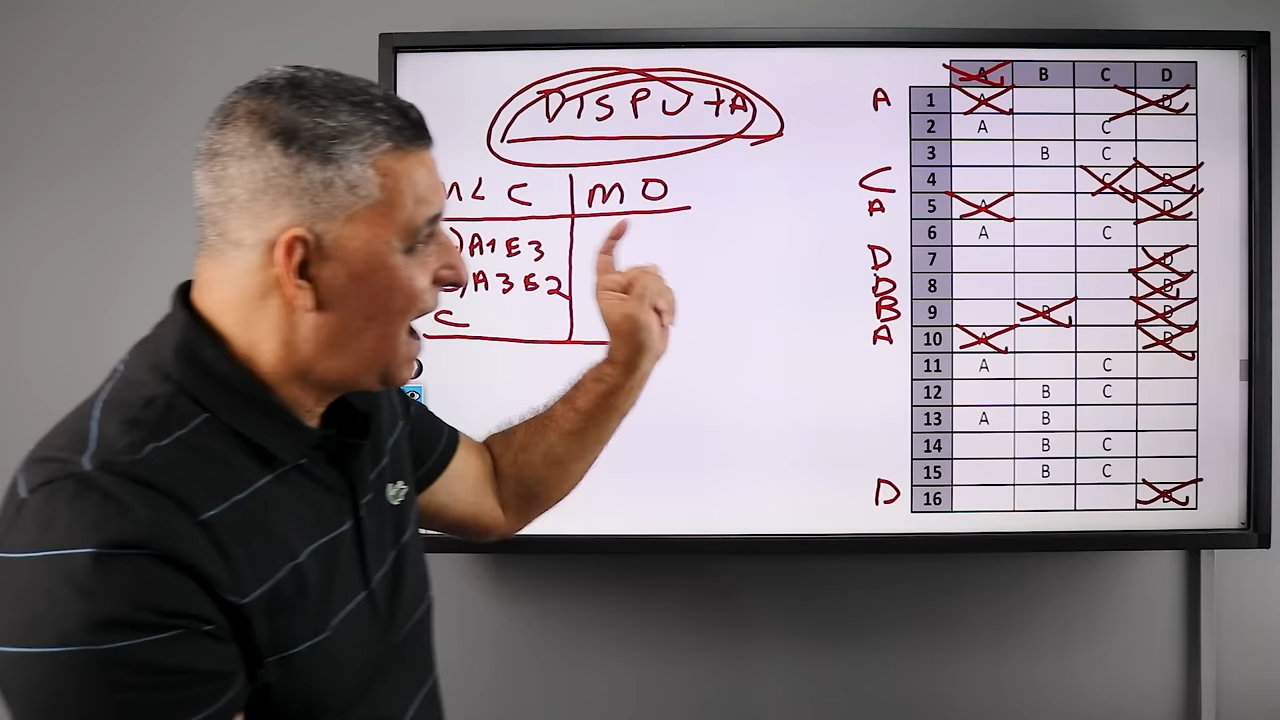 DISPUTA
C | MO
A1E3
A3E2
C
A B C D
A 1 A D
2 A C
3 B C
C 4 C D
A 5 A D
6 A C
D 7 D
D 8 D
B 9 B D
A 10 A D
11 A C
12 B C
13 A B
14 B C
15 B C
D 16 D